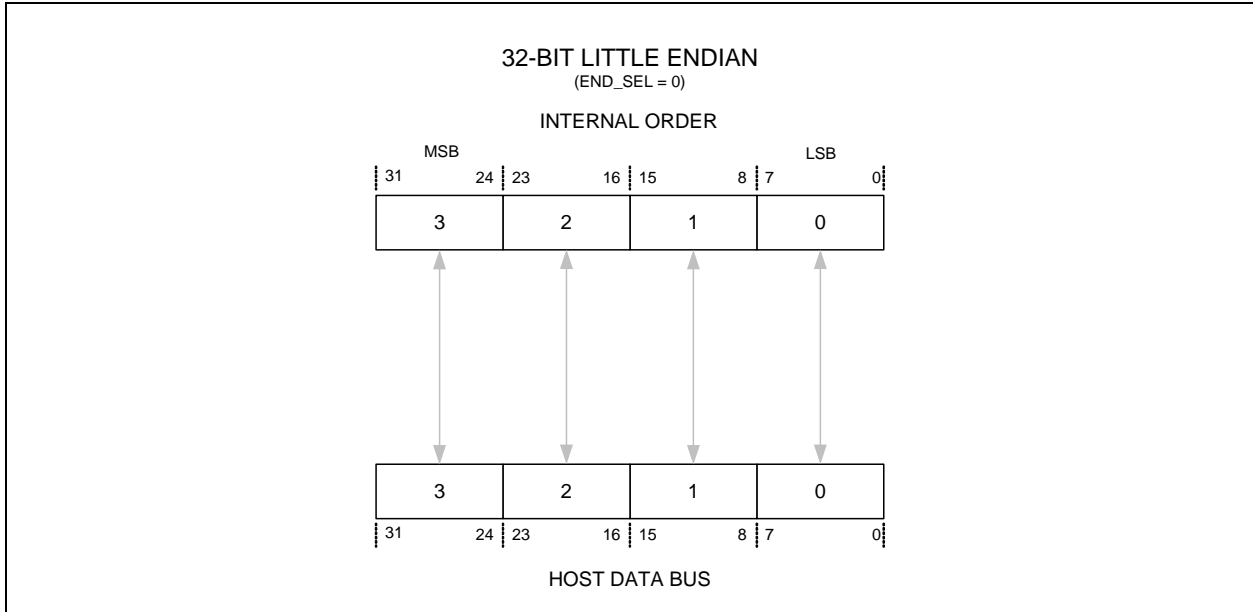 32-BIT LITTLE ENDIAN
(END_SEL = 0)
INTERNAL ORDER
MSB LSB
31 24 23 16 15 8 7 0
3 2 1 0
3 2 1 0
31 24 23 16 15 8 7 0
HOST DATA BUS